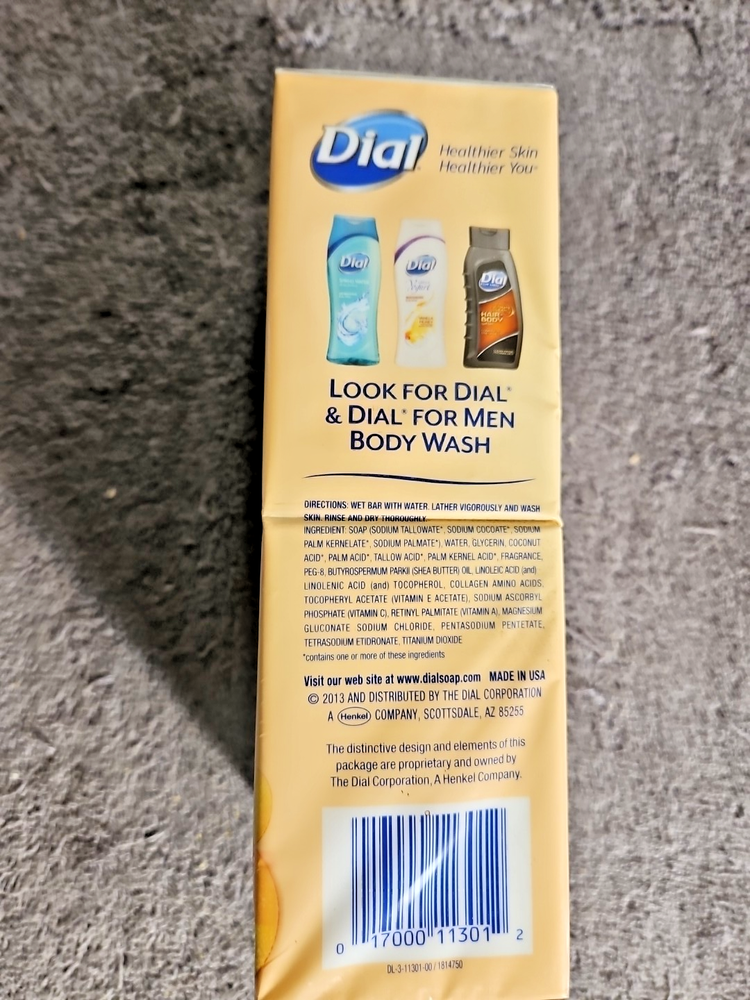 Dial
Healthier Skin
Healthier You
Dial
Dial
Dial
HAIR+
BODY
LOOK FOR DIAL®
& DIAL® FOR MEN
BODY WASH
DIRECTIONS: WET BAR WITH WATER. LATHER VIGOROUSLY AND WASH
SKIN. RINSE AND DRY THOROUGHLY.
INGREDIENT: SOAP (SODIUM TALLOWATE*, SODIUM COCOATE*, SODIUM
PALM KERNELATE*, SODIUM PALMATE*), WATER, GLYCERIN, COCONUT
ACID*, PALM ACID*, TALLOW ACID*, PALM KERNEL ACID*, FRAGRANCE,
PEG-8, BUTYROSPERMUM PARKII (SHEA BUTTER) OIL, LINOLEIC ACID (and)
LINOLENIC ACID (and) TOCOPHEROL, COLLAGEN AMINO ACIDS,
TOCOPHERYL ACETATE (VITAMIN E ACETATE), SODIUM ASCORBYL
PHOSPHATE (VITAMIN C), RETINYL PALMITATE (VITAMIN A), MAGNESIUM
GLUCONATE SODIUM CHLORIDE, PENTASODIUM PENTETATE,
TETRASODIUM ETIDRONATE, TITANIUM DIOXIDE
*contains one or more of these ingredients
Visit our web site at www.dialsoap.com MADE IN USA
© 2013 AND DISTRIBUTED BY THE DIAL CORPORATION
A Henkel COMPANY, SCOTTSDALE, AZ 85255
The distinctive design and elements of this
package are proprietary and owned by
The Dial Corporation, A Henkel Company.
0 17000 11301 2
DL-3-11301-00 / 1814750